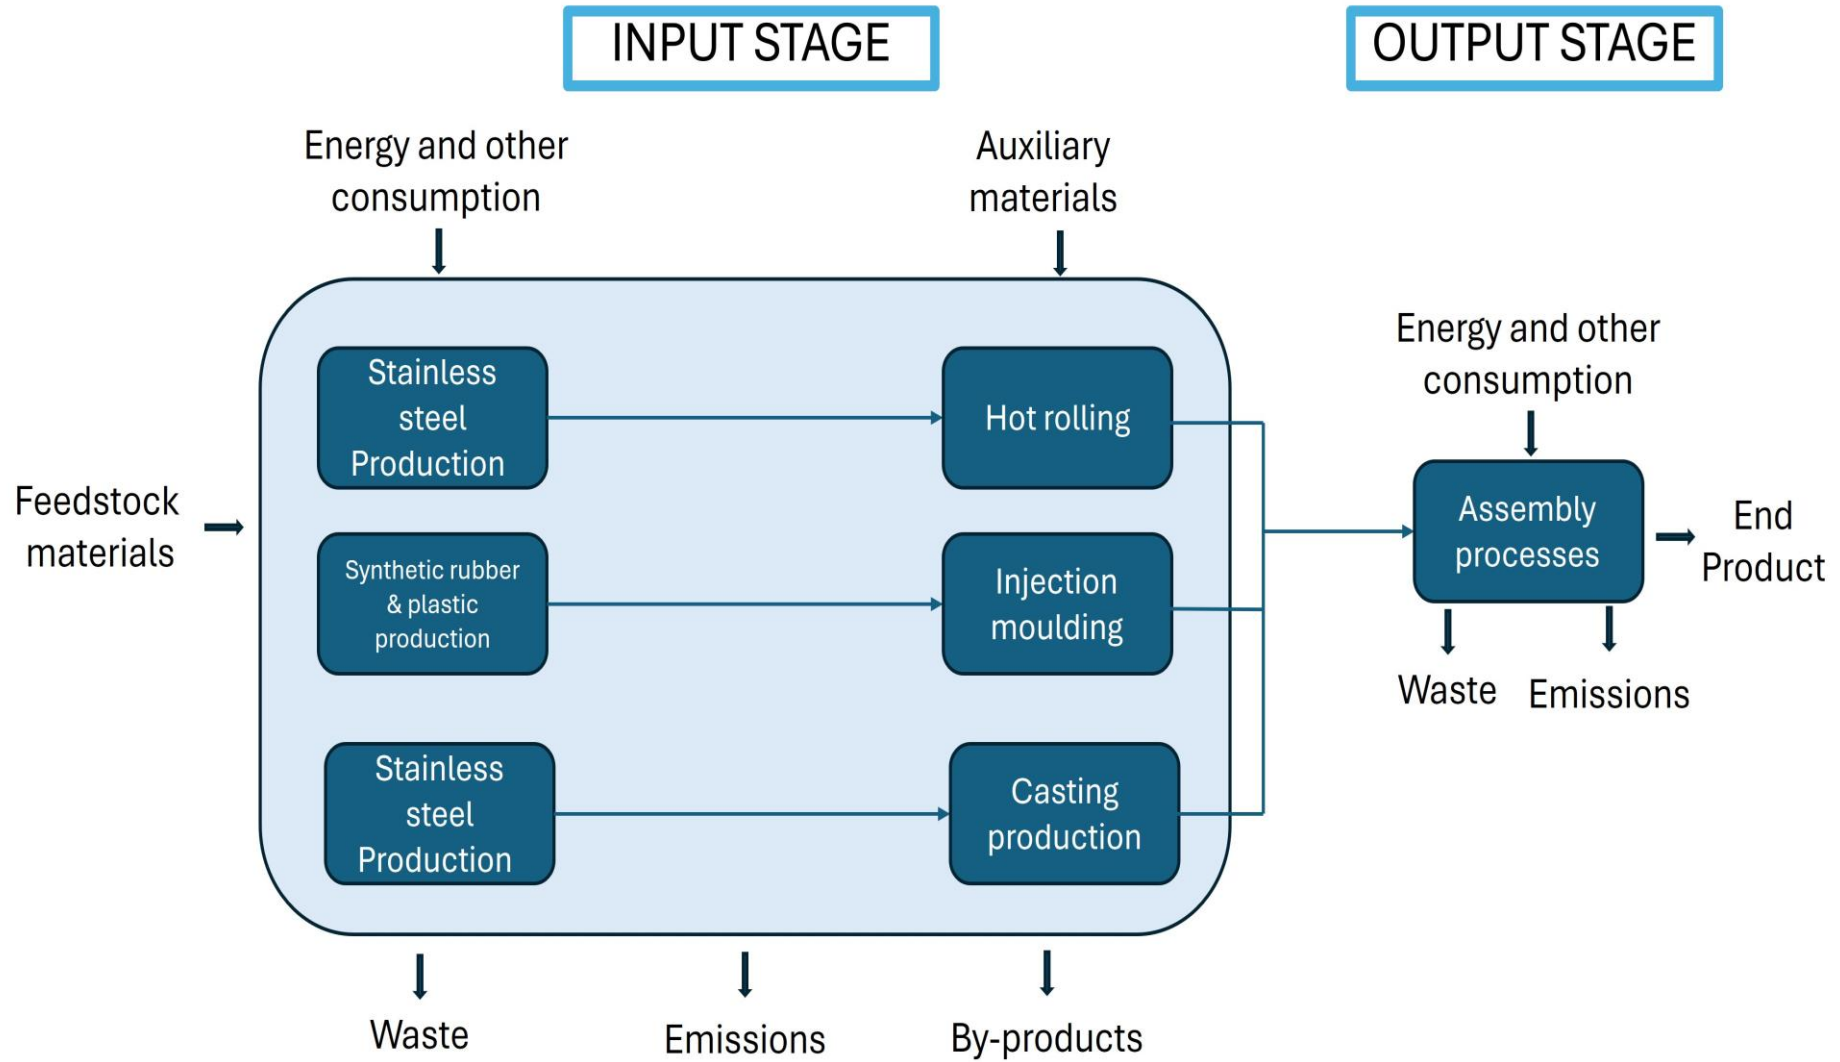 INPUT STAGE
OUTPUT STAGE
Energy and other
consumption
Auxiliary
materials
Stainless
steel
Production
Hot rolling
Energy and other
consumption
Feedstock
materials
Synthetic rubber
& plastic
production
Injection
moulding
Assembly
processes
End
Product
Waste
Emissions
Stainless
steel
Production
Casting
production
Waste
Emissions
By-products